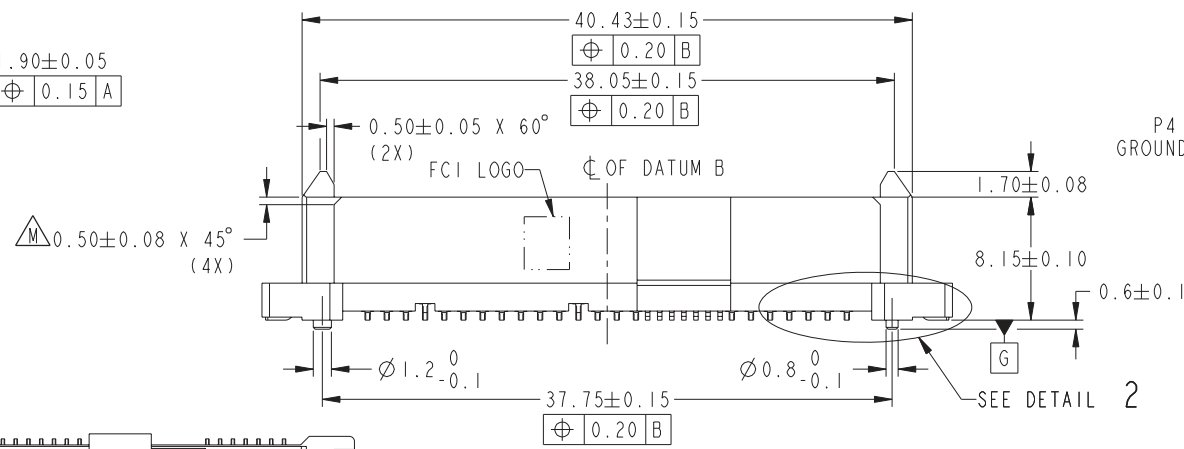 40.43±0.15
⌖ 0.20 B
.90±0.05
⌖ 0.15 A
38.05±0.15
⌖ 0.20 B
0.50±0.05 X 60°
(2X)
FCI LOGO
℄ OF DATUM B
P4
GROUND
1.70±0.08
M 0.50±0.08 X 45°
(4X)
8.15±0.10
0.6±0.1
G
Ø1.2 0 -0.1
Ø0.8 0 -0.1
SEE DETAIL 2
37.75±0.15
⌖ 0.20 B